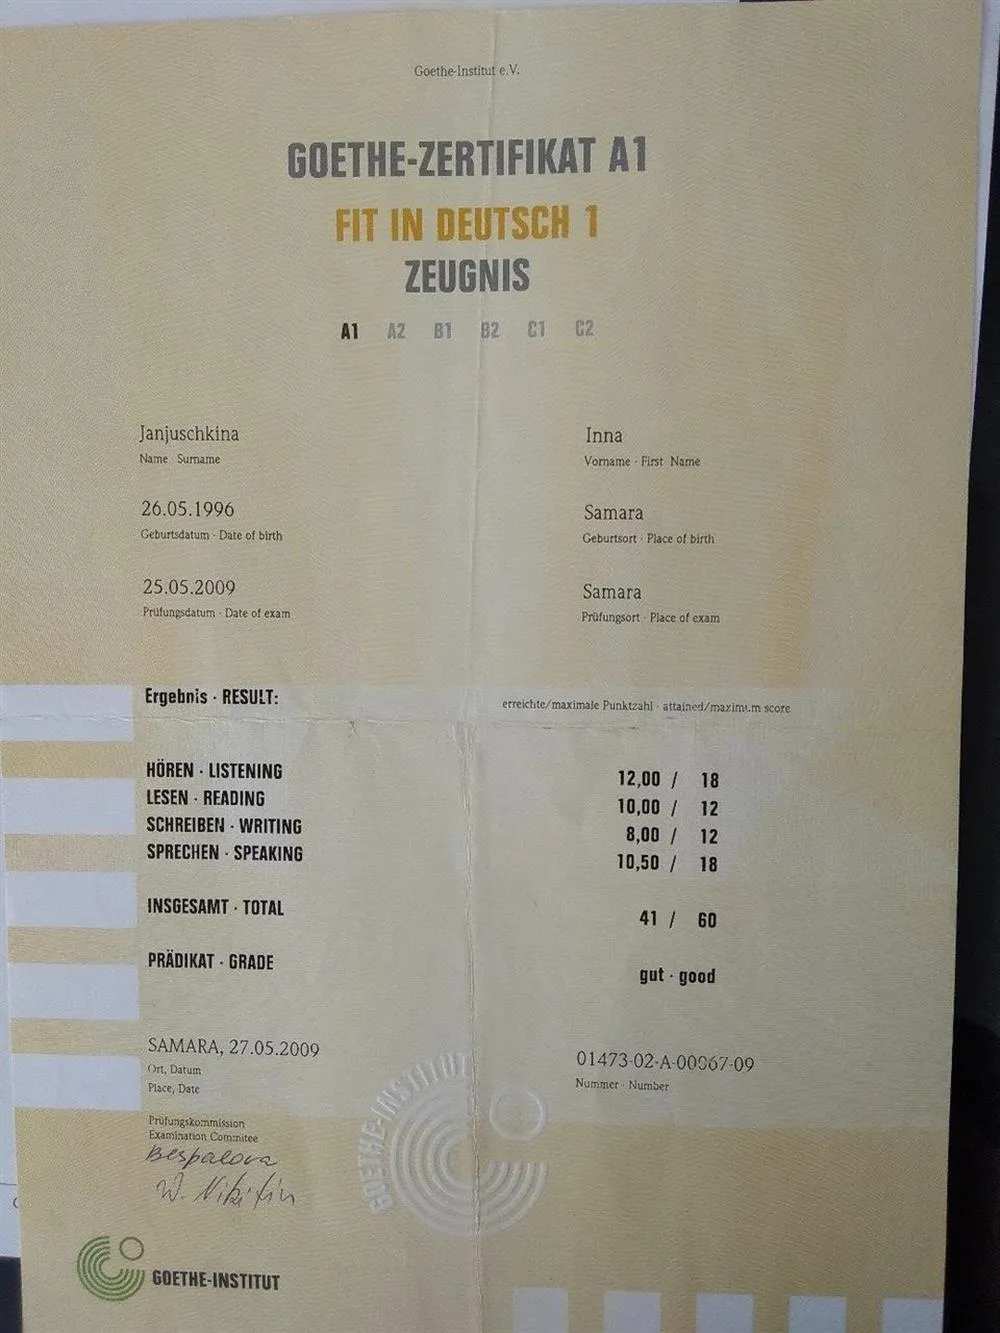 Goethe-Institut e.V.
GOETHE-ZERTIFIKAT A1
FIT IN DEUTSCH 1
ZEUGNIS
A1 A2 B1 B2 C1 C2
Janjuschkina Inna
Name · Surname Vorname · First Name
26.05.1996 Samara
Geburtsdatum · Date of birth Geburtsort · Place of birth
25.05.2009 Samara
Prüfungsdatum · Date of exam Prüfungsort · Place of exam
Ergebnis · RESULT: erreichte/maximale Punktzahl · attained/maximum score
HÖREN · LISTENING 12,00 / 18
LESEN · READING 10,00 / 12
SCHREIBEN · WRITING 8,00 / 12
SPRECHEN · SPEAKING 10,50 / 18
INSGESAMT · TOTAL 41 / 60
PRÄDIKAT · GRADE gut · good
SAMARA, 27.05.2009 01473-02-A-00067-09
Ort, Datum Nummer · Number
Place, Date
Prüfungskommission
Examination Commitee
Bespalova
W. Nikitin
GOETHE-INSTITUT
GOETHE-INSTITUT